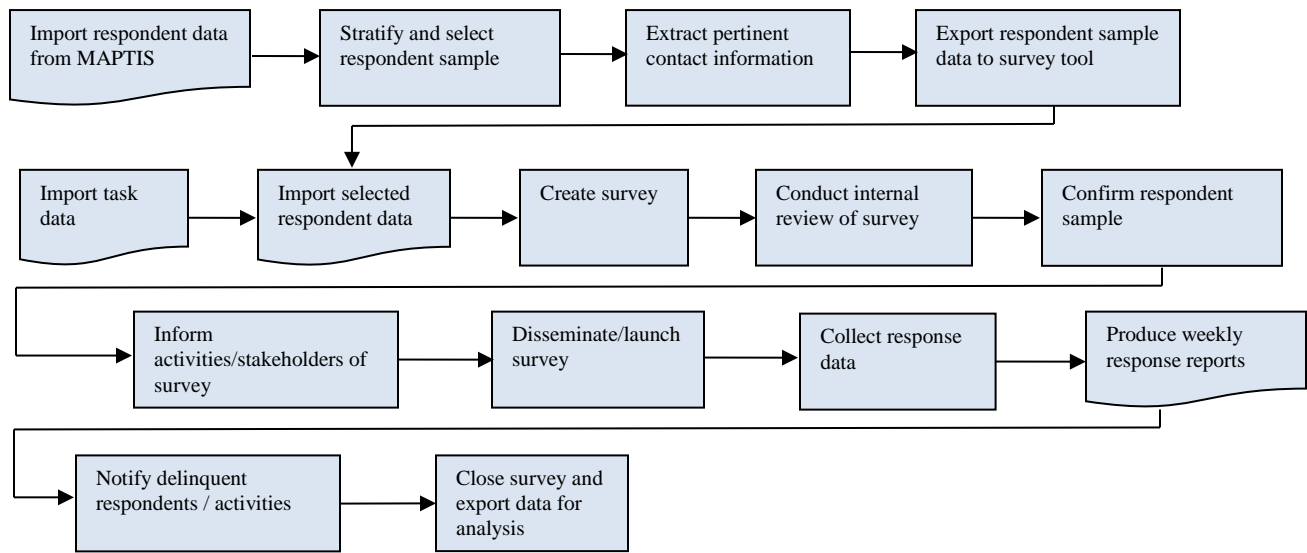 Import respondent data
from MAPTIS
Stratify and select
respondent sample
Extract pertinent
contact information
Export respondent sample
data to survey tool
Import task
data
Import selected
respondent data
Create survey
Conduct internal
review of survey
Confirm respondent
sample
Inform
activities/stakeholders of
survey
Disseminate/launch
survey
Collect response
data
Produce weekly
response reports
Notify delinquent
respondents / activities
Close survey and
export data for
analysis